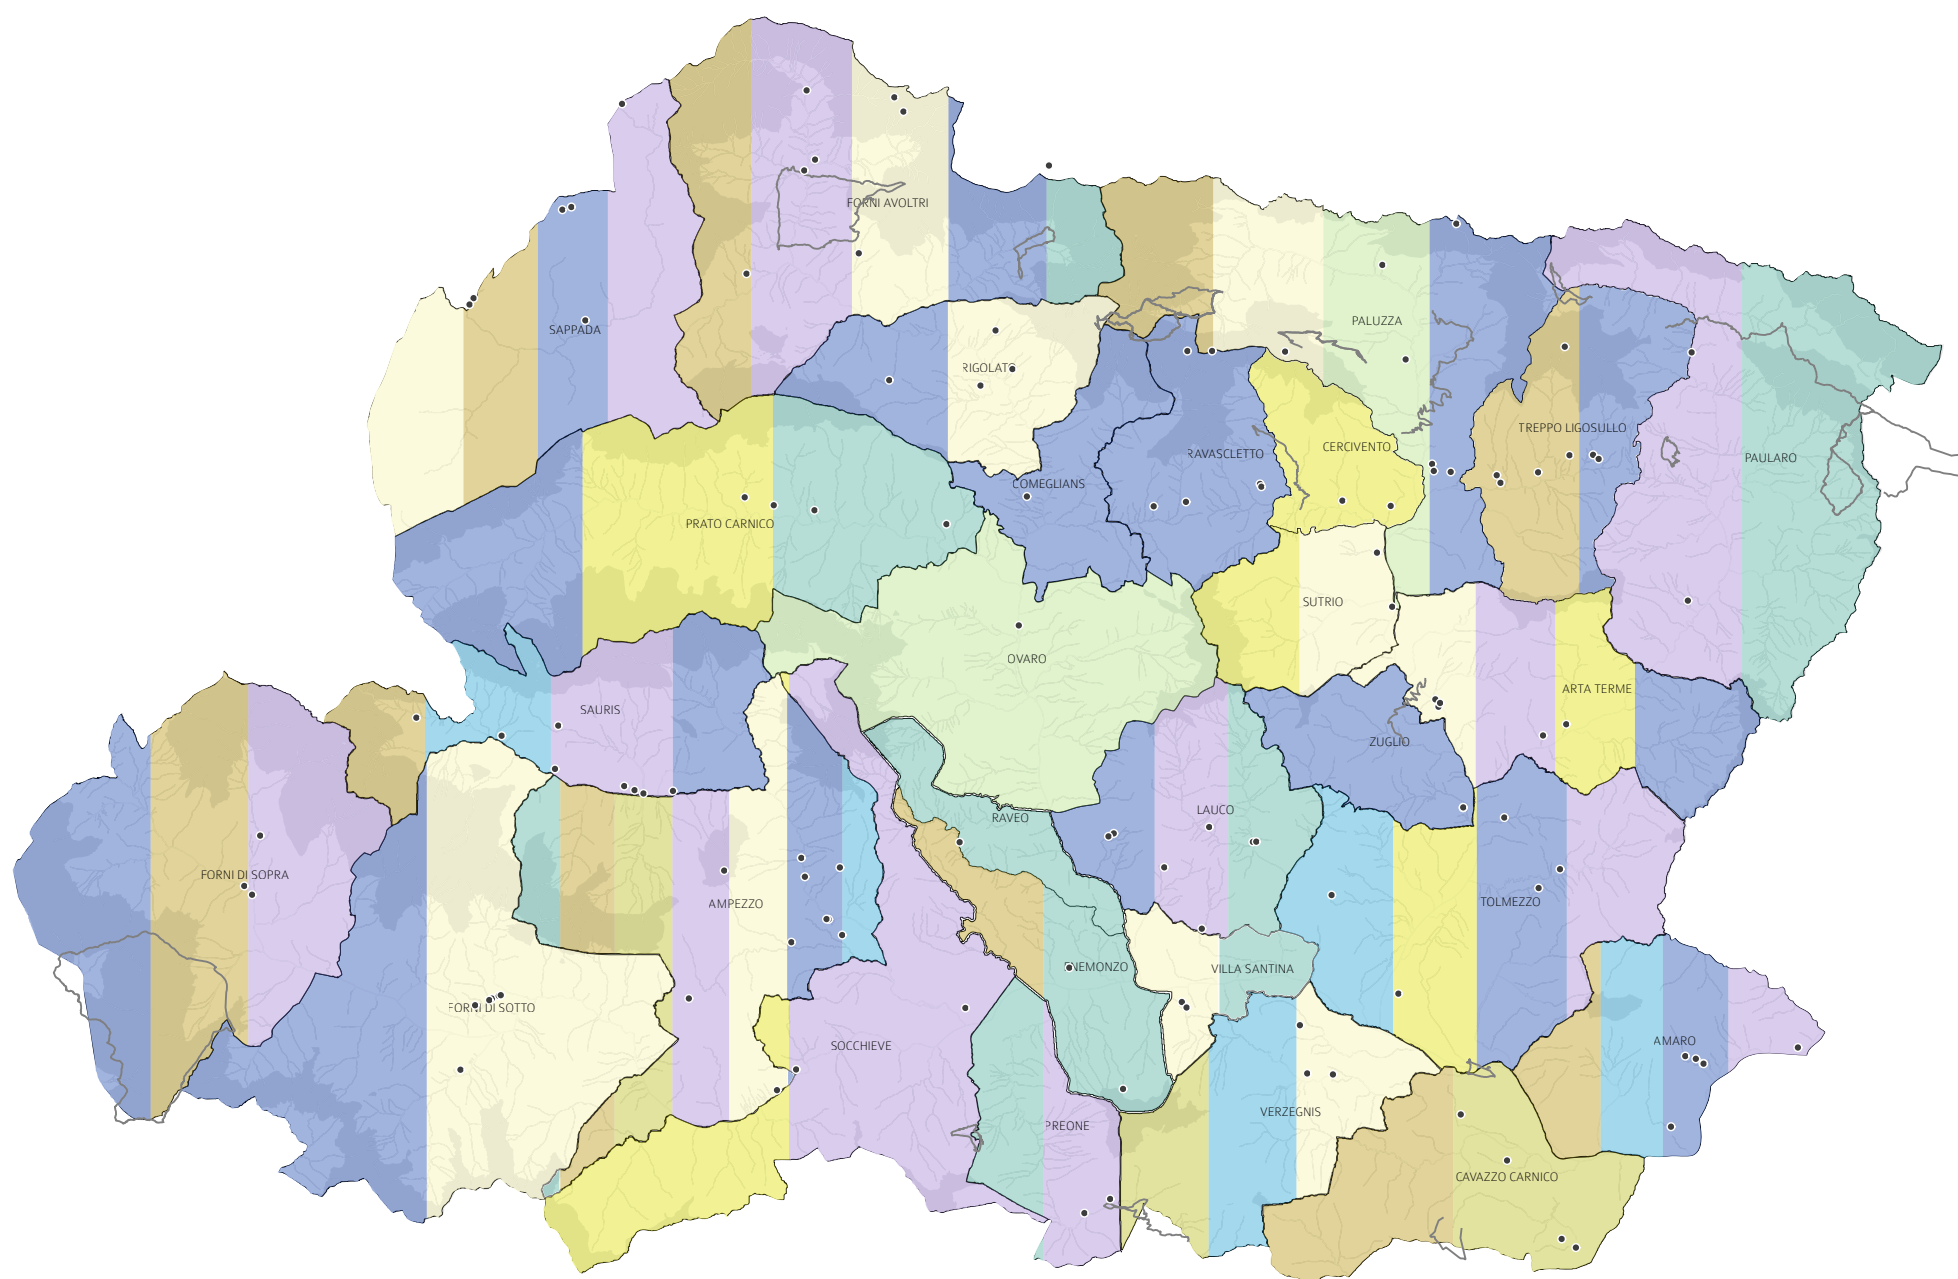 FORNI AVOLTRI
PALUZZA
SAPPADA
RIGOLATO
TREPPO LIGOSULLO
CERCIVENTO
RAVASCLETTO
PAULARO
COMEGLIANS
PRATO CARNICO
SUTRIO
OVARO
ARTA TERME
SAURIS
ZUGLIO
LAUCO
RAVEO
FORNI DI SOPRA
TOLMEZZO
AMPEZZO
ENEMONZO
VILLA SANTINA
FORNI DI SOTTO
AMARO
SOCCHIEVE
VERZEGNIS
PREONE
CAVAZZO CARNICO